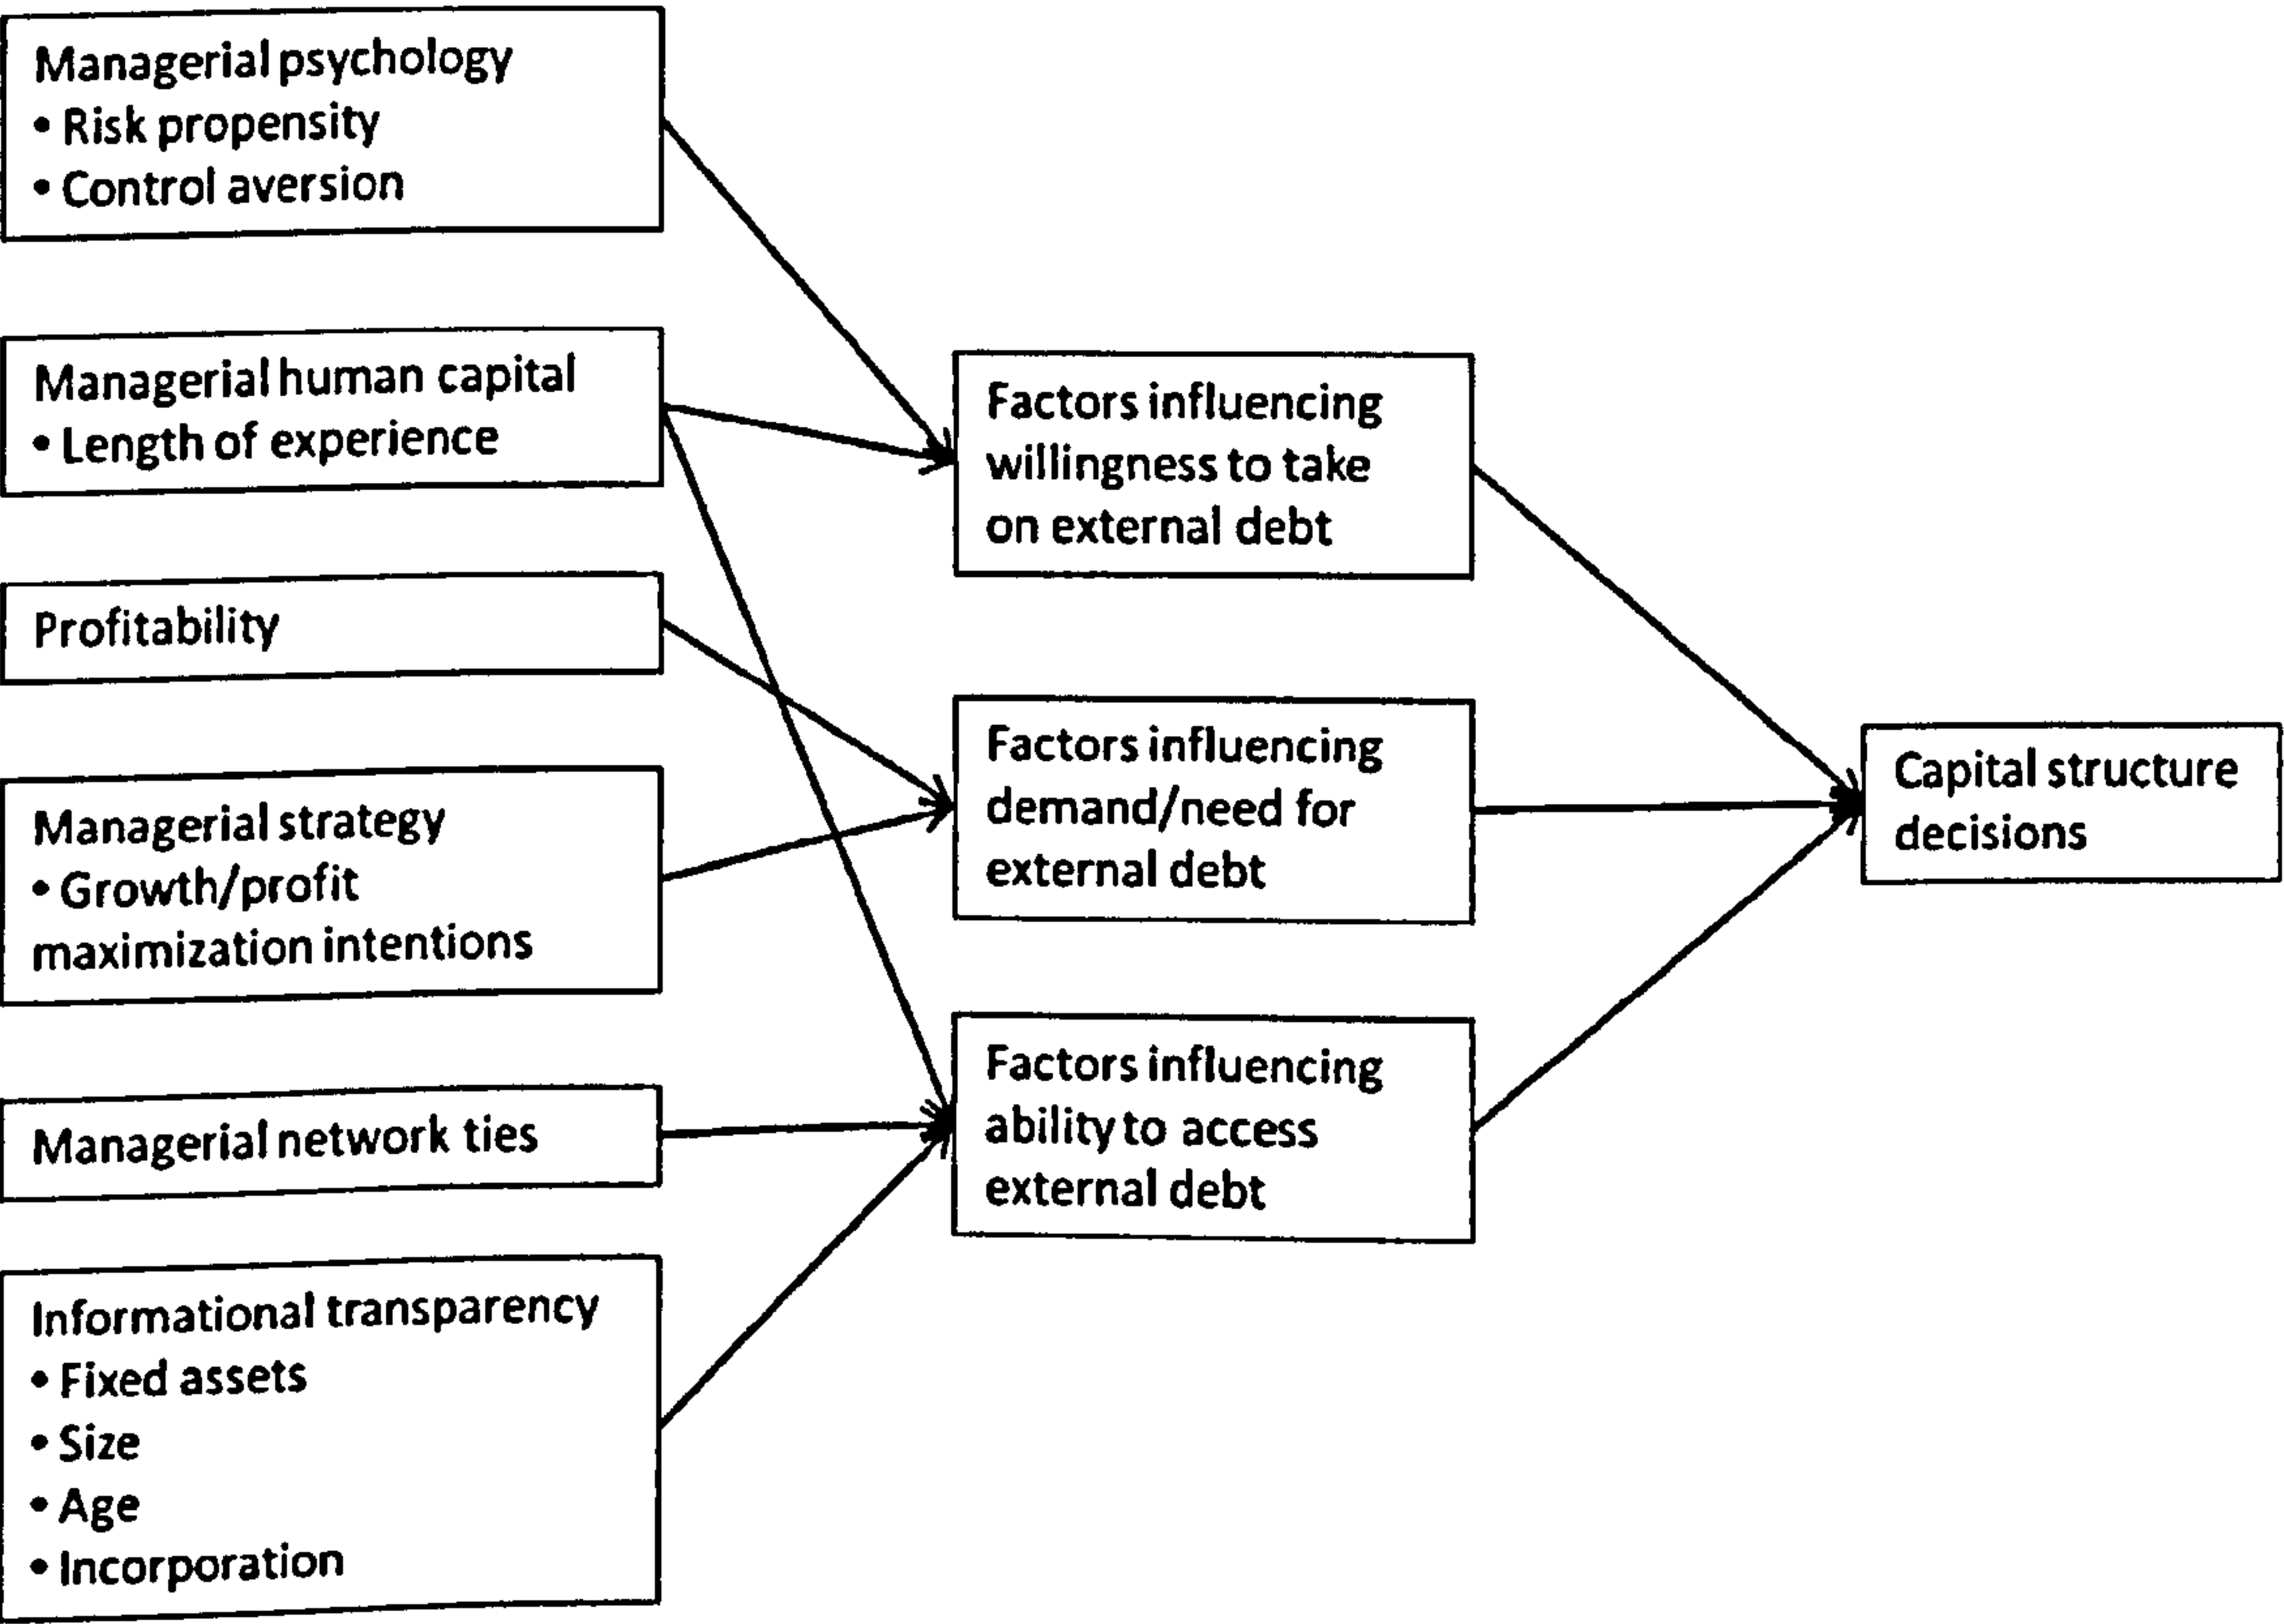 Managerial psychology
• Risk propensity
• Control aversion
Managerial human capital
• Length of experience
Profitability
Managerial strategy
• Growth/profit
maximization intentions
Managerial network ties
Informational transparency
• Fixed assets
• Size
• Age
• Incorporation
Factors influencing
willingness to take
on external debt
Factors influencing
demand/need for
external debt
Factors influencing
ability to access
external debt
Capital structure
decisions